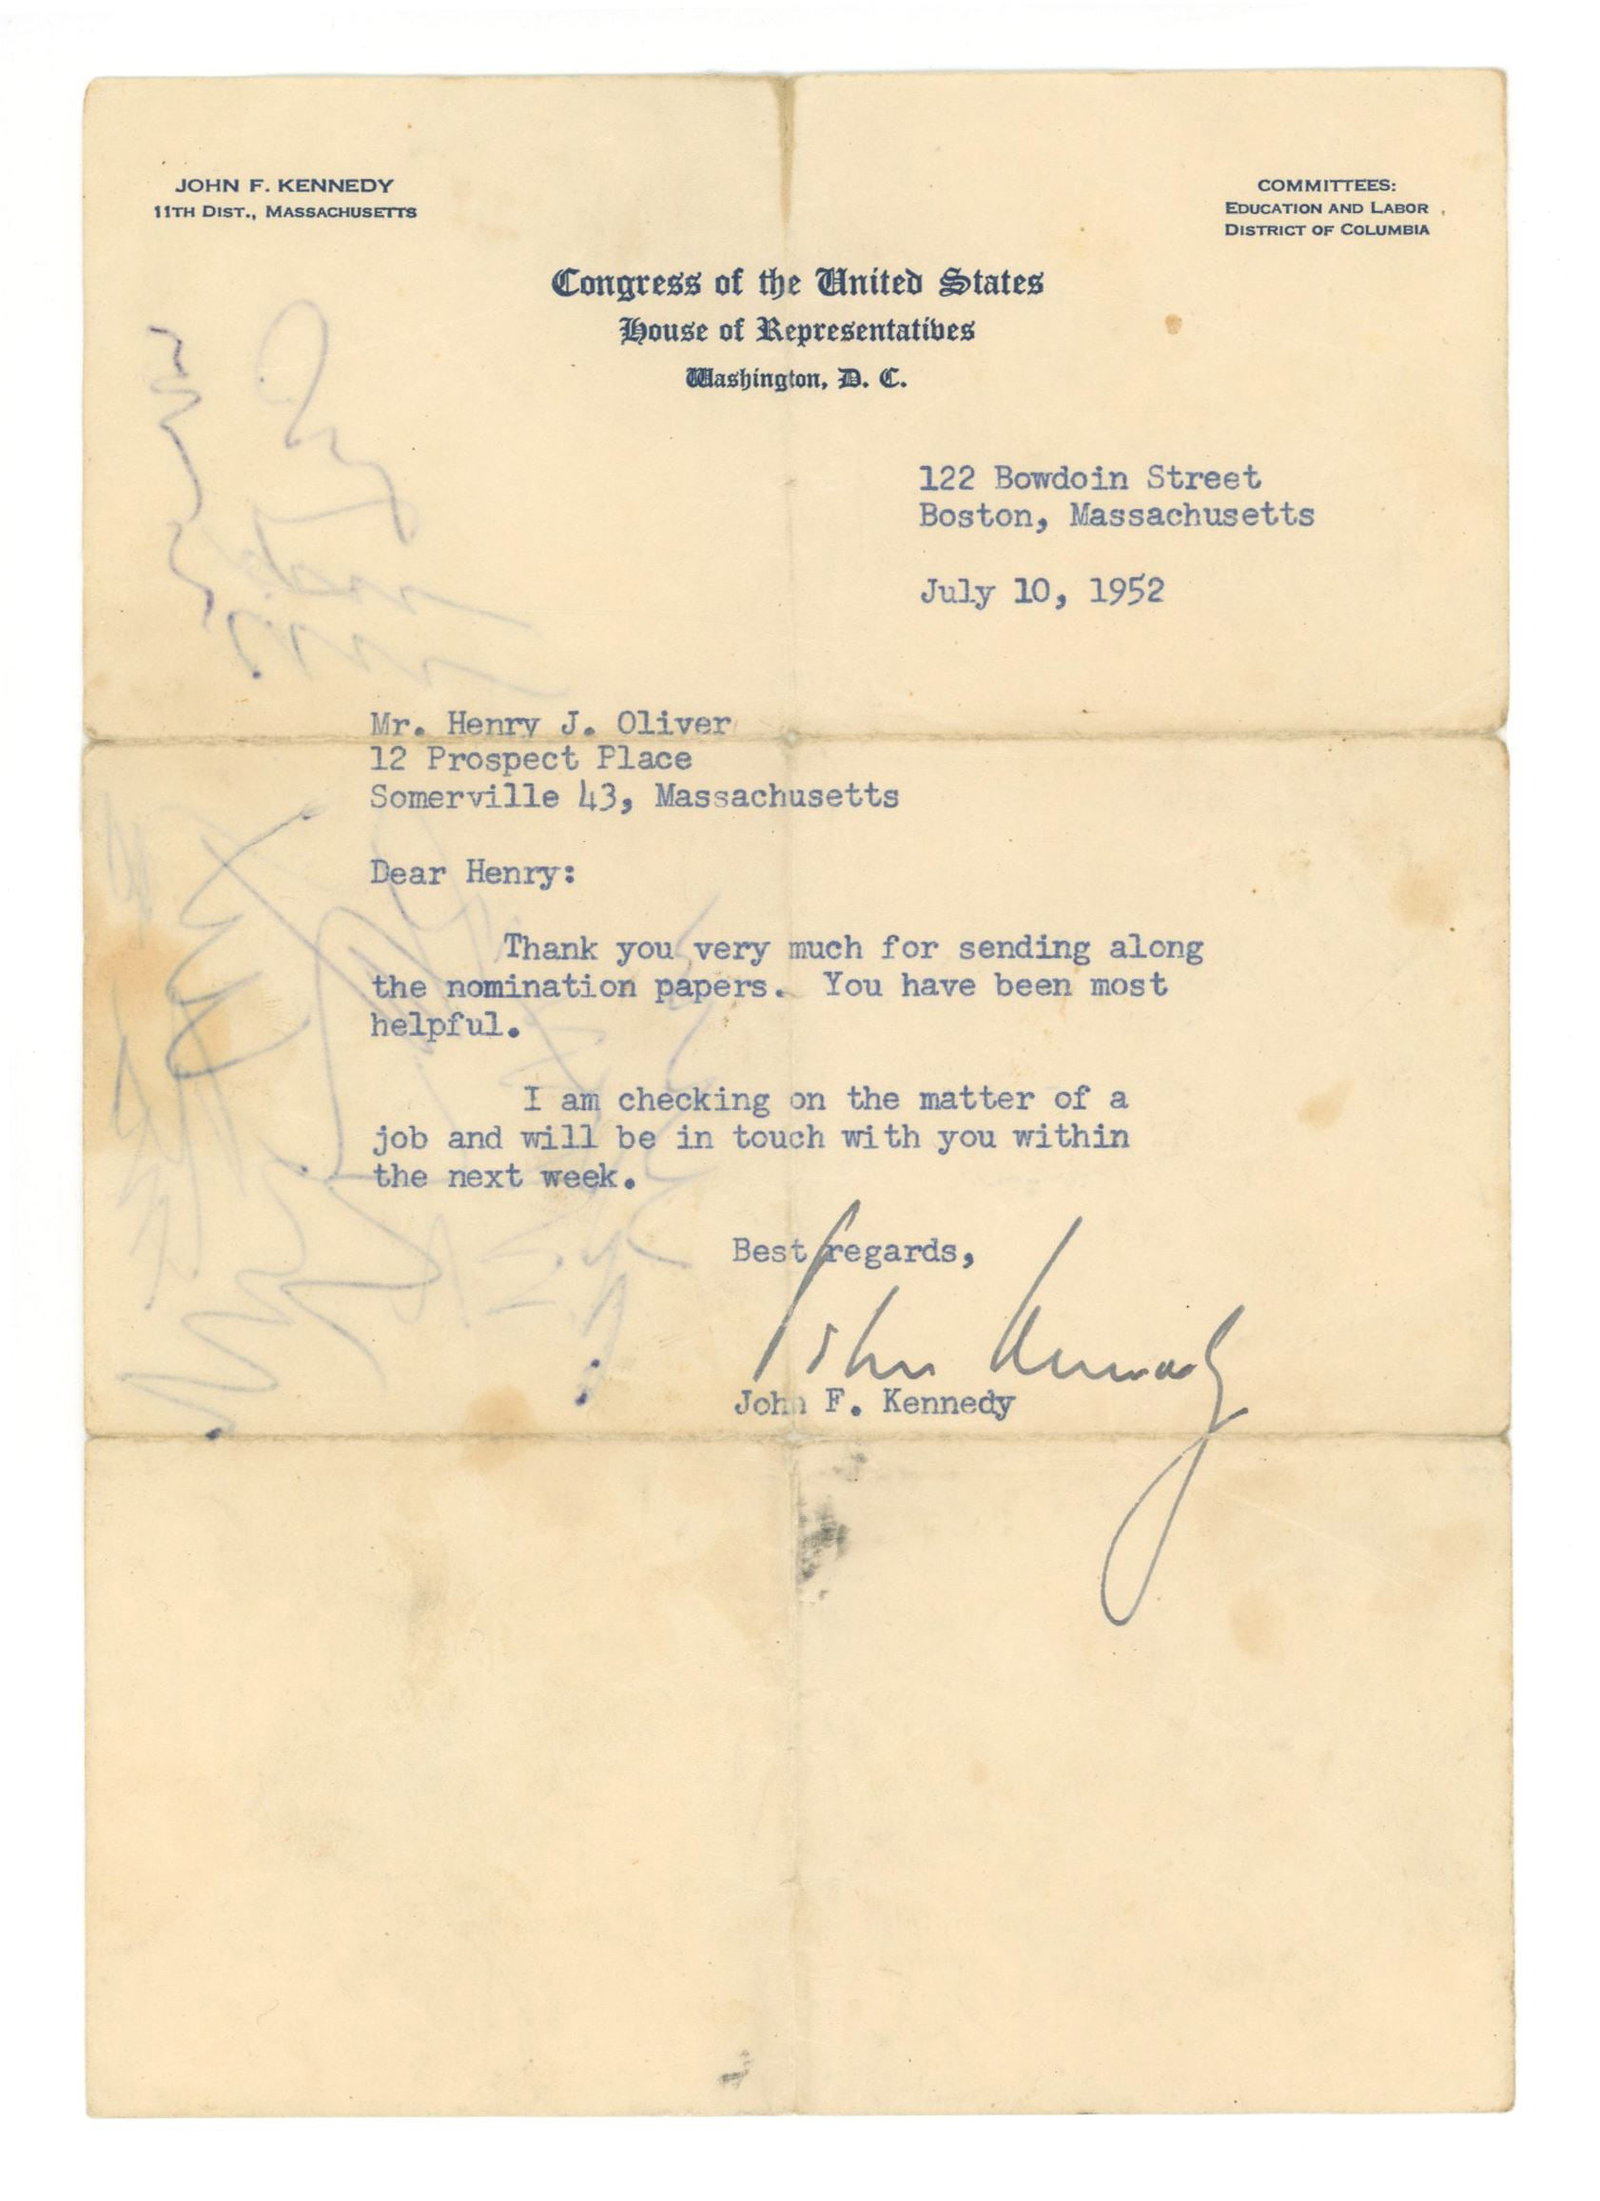 JOHN F. KENNEDY
11TH DIST., MASSACHUSETTS
COMMITTEES:
EDUCATION AND LABOR
DISTRICT OF COLUMBIA
Congress of the United States
House of Representatives
Washington, D. C.
122 Bowdoin Street
Boston, Massachusetts
July 10, 1952
Mr. Henry J. Oliver
12 Prospect Place
Somerville 43, Massachusetts
Dear Henry:
Thank you very much for sending along
the nomination papers. You have been most
helpful.
I am checking on the matter of a
job and will be in touch with you within
the next week.
Best regards,
John Kennedy
John F. Kennedy